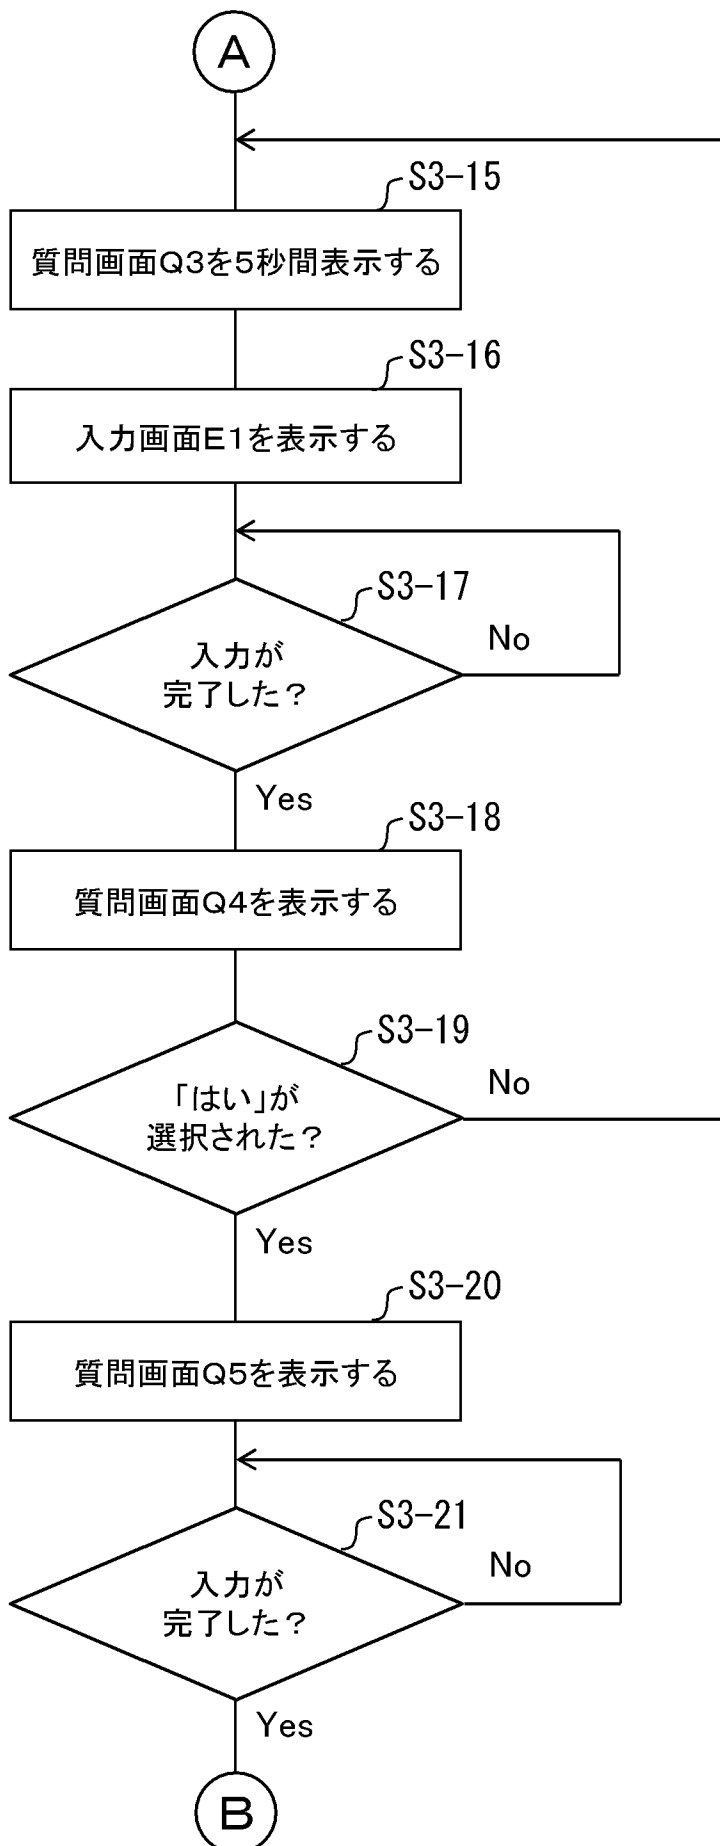 A
S3-15
質問画面Q3を5秒間表示する
S3-16
入力画面E1を表示する
S3-17
入力が
完了した？
No
Yes
S3-18
質問画面Q4を表示する
S3-19
「はい」が
選択された？
No
Yes
S3-20
質問画面Q5を表示する
S3-21
入力が
完了した？
No
Yes
B